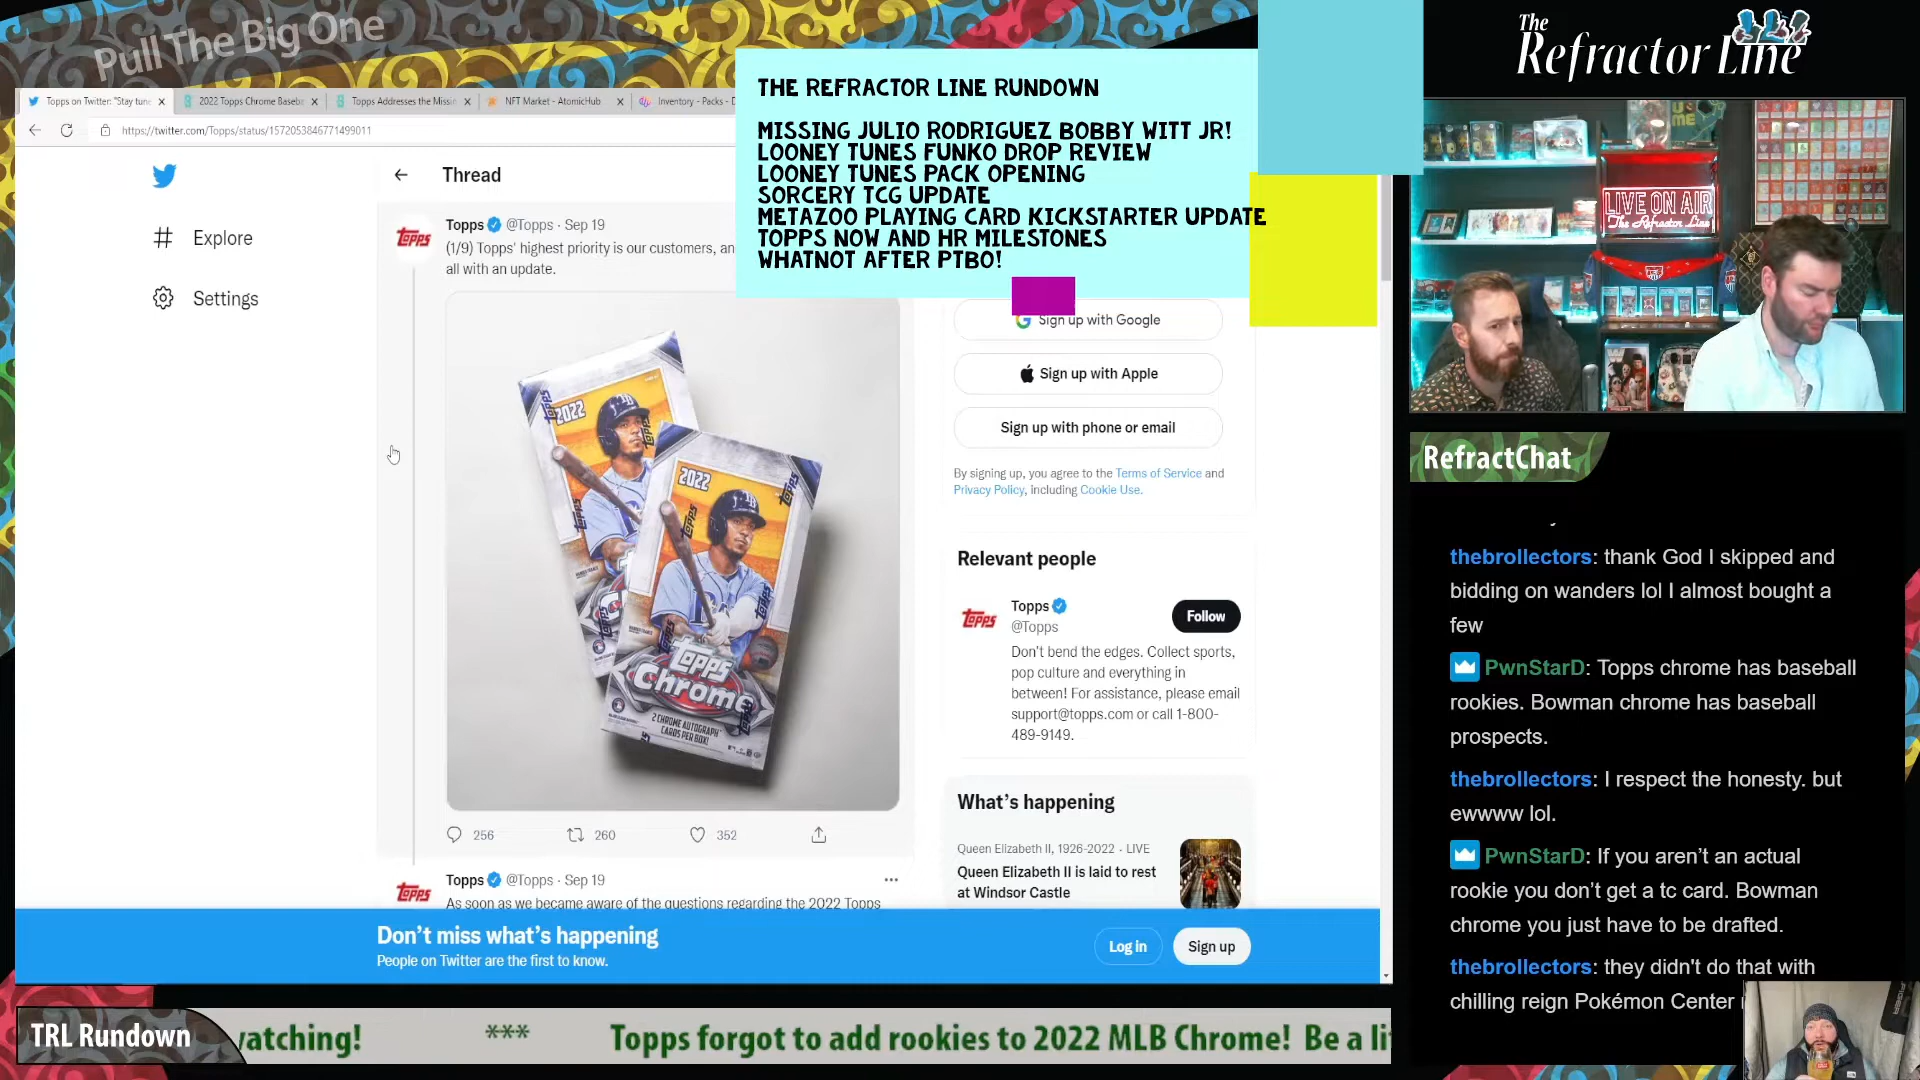 Pull The Big One
THE REFRACTOR LINE RUNDOWN
MISSING JULIO RODRIGUEZ BOBBY WITT JR!
LOONEY TUNES FUNKO DROP REVIEW
LOONEY TUNES PACK OPENING
SORCERY TCG UPDATE
METAZOO PLAYING CARD KICKSTARTER UPDATE
TOPPS NOW AND HR MILESTONES
WHATNOT AFTER PTBO!
The
Refractor Line
Topps on Twitter: "Stay tune
2022 Topps Chrome Baseba
Topps Addresses the Missi
NFT Market - AtomicHub
Inventory - Packs - D
https://twitter.com/Topps/status/1572053846771499011
Explore
Settings
Thread
Topps @Topps · Sep 19
(1/9) Topps' highest priority is our customers, an
all with an update.
Topps
2022
2022
Topps
Chrome
2 CHROME AUTOGRAPH
CARDS PER BOX!
256
260
352
Topps @Topps · Sep 19
As soon as we became aware of the questions regarding the 2022 Topps
Sign up with Google
Sign up with Apple
Sign up with phone or email
By signing up, you agree to the Terms of Service and
Privacy Policy, including Cookie Use.
Relevant people
Topps
@Topps
Follow
Don't bend the edges. Collect sports,
pop culture and everything in
between! For assistance, please email
support@topps.com or call 1-800-
489-9149.
What's happening
Queen Elizabeth II, 1926-2022 · LIVE
Queen Elizabeth II is laid to rest
at Windsor Castle
Don't miss what's happening
People on Twitter are the first to know.
Log in
Sign up
LIVE ON AIR
The Refractor Line
RefractChat
thebrollectors: thank God I skipped and
bidding on wanders lol I almost bought a
few
PwnStarD: Topps chrome has baseball
rookies. Bowman chrome has baseball
prospects.
thebrollectors: I respect the honesty. but
ewwww lol.
PwnStarD: If you aren't an actual
rookie you don't get a tc card. Bowman
chrome you just have to be drafted.
thebrollectors: they didn't do that with
chilling reign Pokémon Center
TRL Rundown
watching! *** Topps forgot to add rookies to 2022 MLB Chrome! Be a li